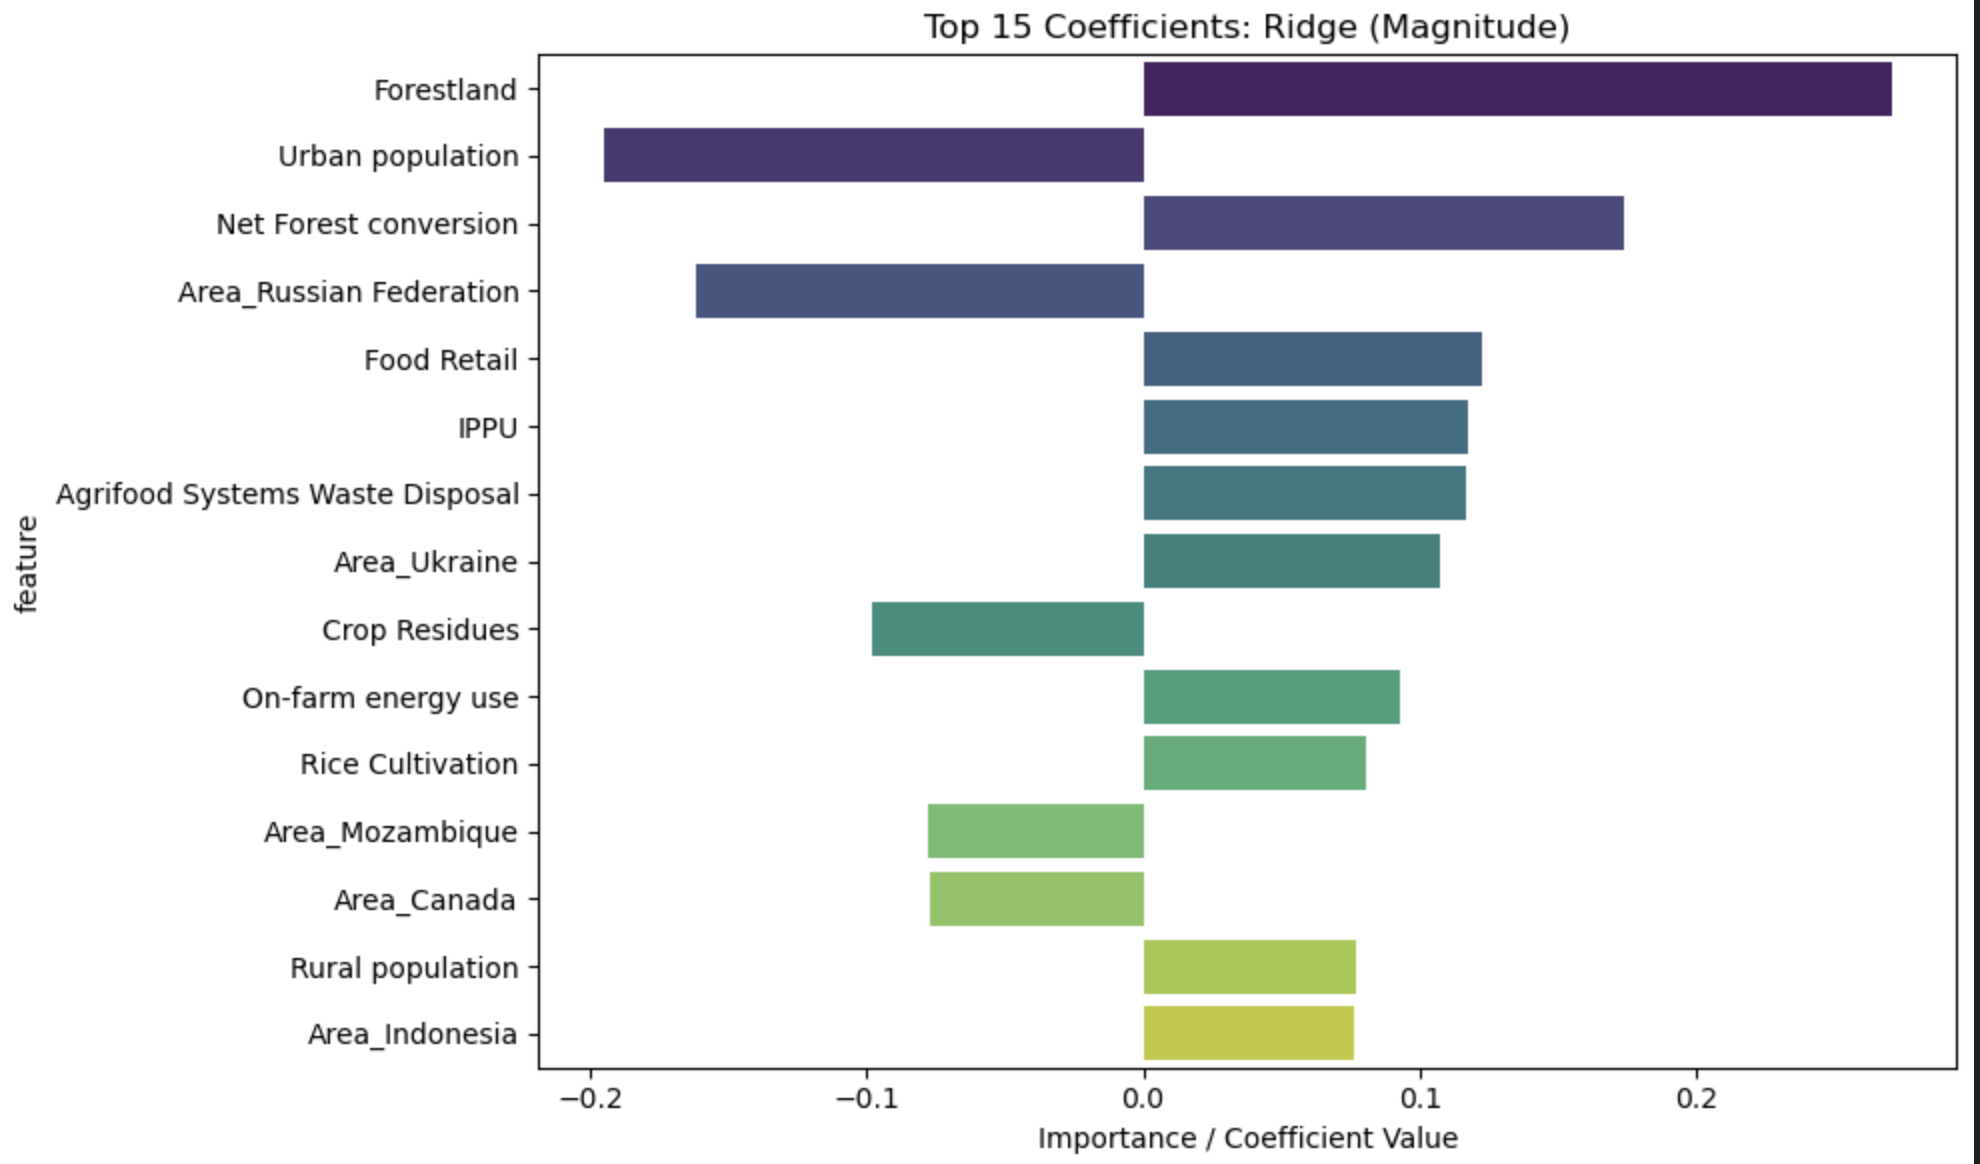 Top 15 Coefficients: Ridge (Magnitude)
Forestland
Urban population
Net Forest conversion
Area_Russian Federation
Food Retail
IPPU
Agrifood Systems Waste Disposal
Area_Ukraine
Crop Residues
On-farm energy use
Rice Cultivation
Area_Mozambique
Area_Canada
Rural population
Area_Indonesia
feature
−0.2 −0.1 0.0 0.1 0.2
Importance / Coefficient Value